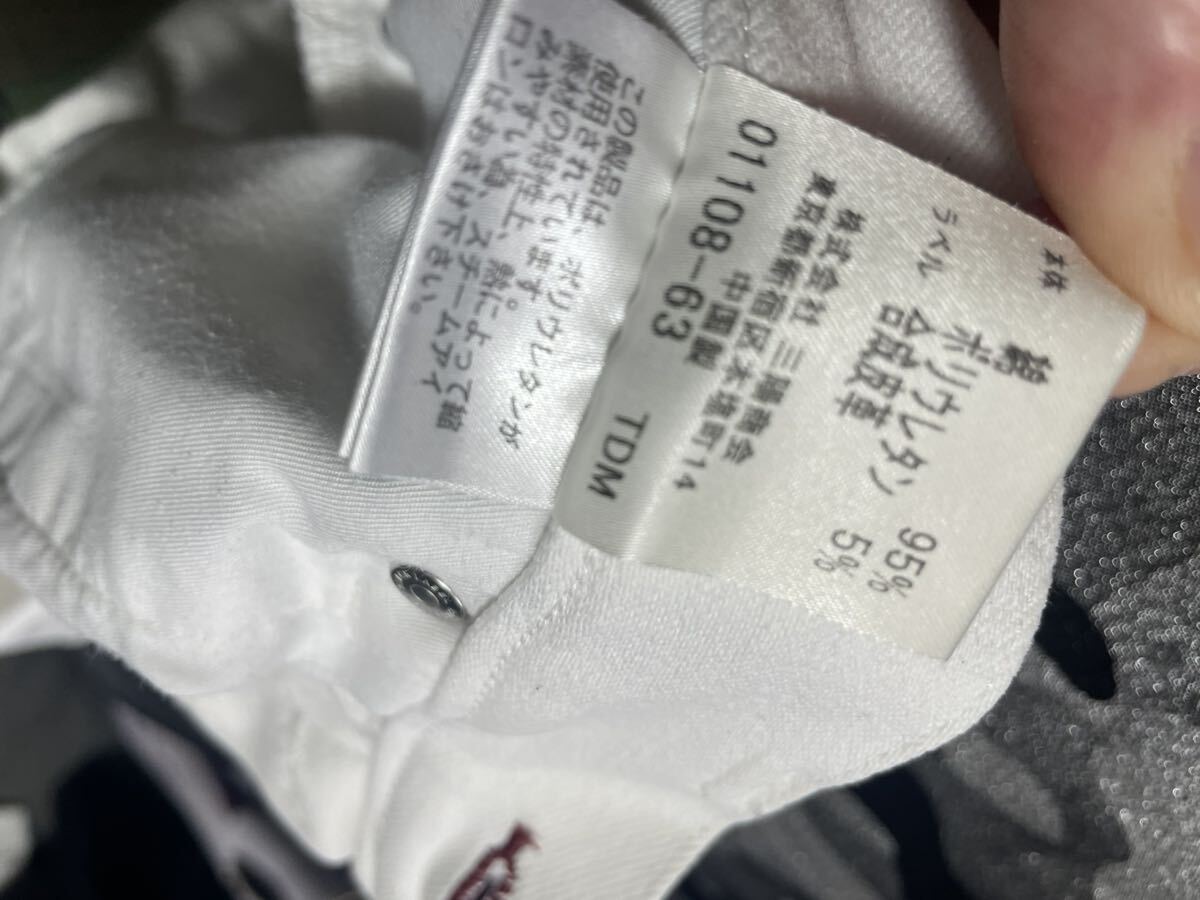 本体
綿 95%
ポリウレタン 5%
ラベル 合成皮革
株式会社 三陽商会
東京都新宿区本塩町14
中国製
01108-63 TDM
この製品は、ポリウレタンが
使用されています。
素材の特性上、熱によって縮
みやすい為、スチームアイ
ロンはおさけ下さい。